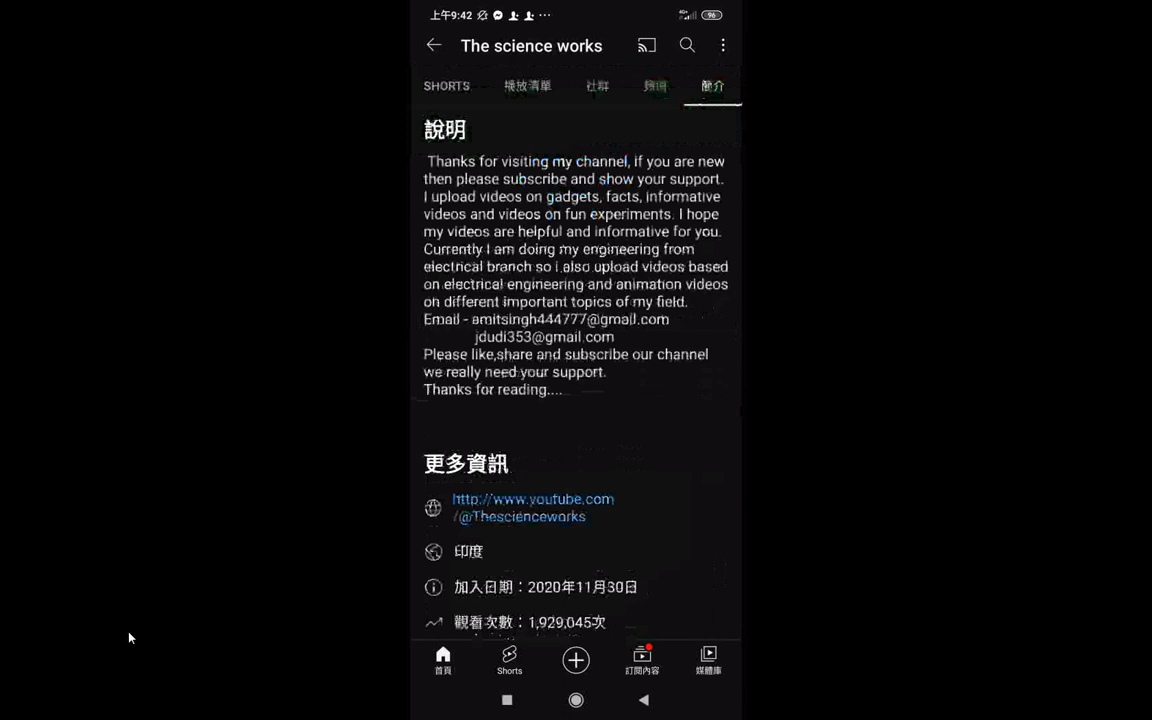 上午9:42 ... 4G+ 96
The science works
SHORTS 播放清單 社群 頻道 簡介
說明
Thanks for visiting my channel, if you are new
then please subscribe and show your support.
I upload videos on gadgets, facts, informative
videos and videos on fun experiments. I hope
my videos are helpful and informative for you.
Currently I am doing my engineering from
electrical branch so i also upload videos based
on electrical engineering and animation videos
on different important topics of my field.
Email - amitsingh444777@gmail.com
jdudi353@gmail.com
Please like,share and subscribe our channel
we really need your support.
Thanks for reading....
更多資訊
http://www.youtube.com
/@Thescienceworks
印度
加入日期：2020年11月30日
觀看次數：1,929,045次
首頁 Shorts 訂閱內容 媒體庫